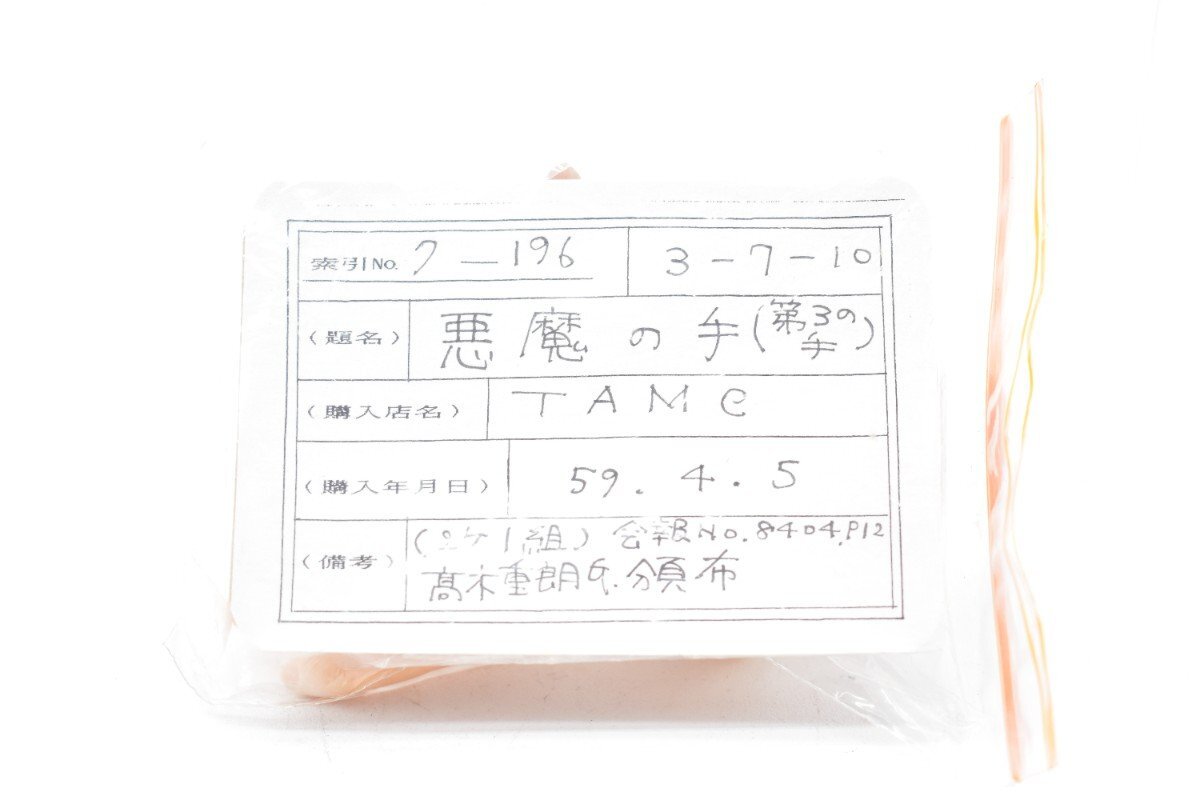 索引No. ク－196 3－7－10
(題名) 悪魔の手(第3の手)
(購入店名) TAMC
(購入年月日) 59.4.5
(備考) (2ケ1組) 会報No.8404.P12
高木重朗氏.頒布